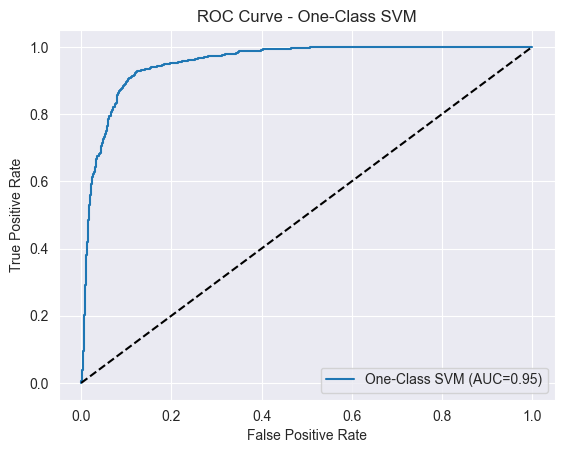 ROC Curve - One-Class SVM
True Positive Rate
1.0
0.8
0.6
0.4
0.2
0.0
0.0 0.2 0.4 0.6 0.8 1.0
False Positive Rate
One-Class SVM (AUC=0.95)